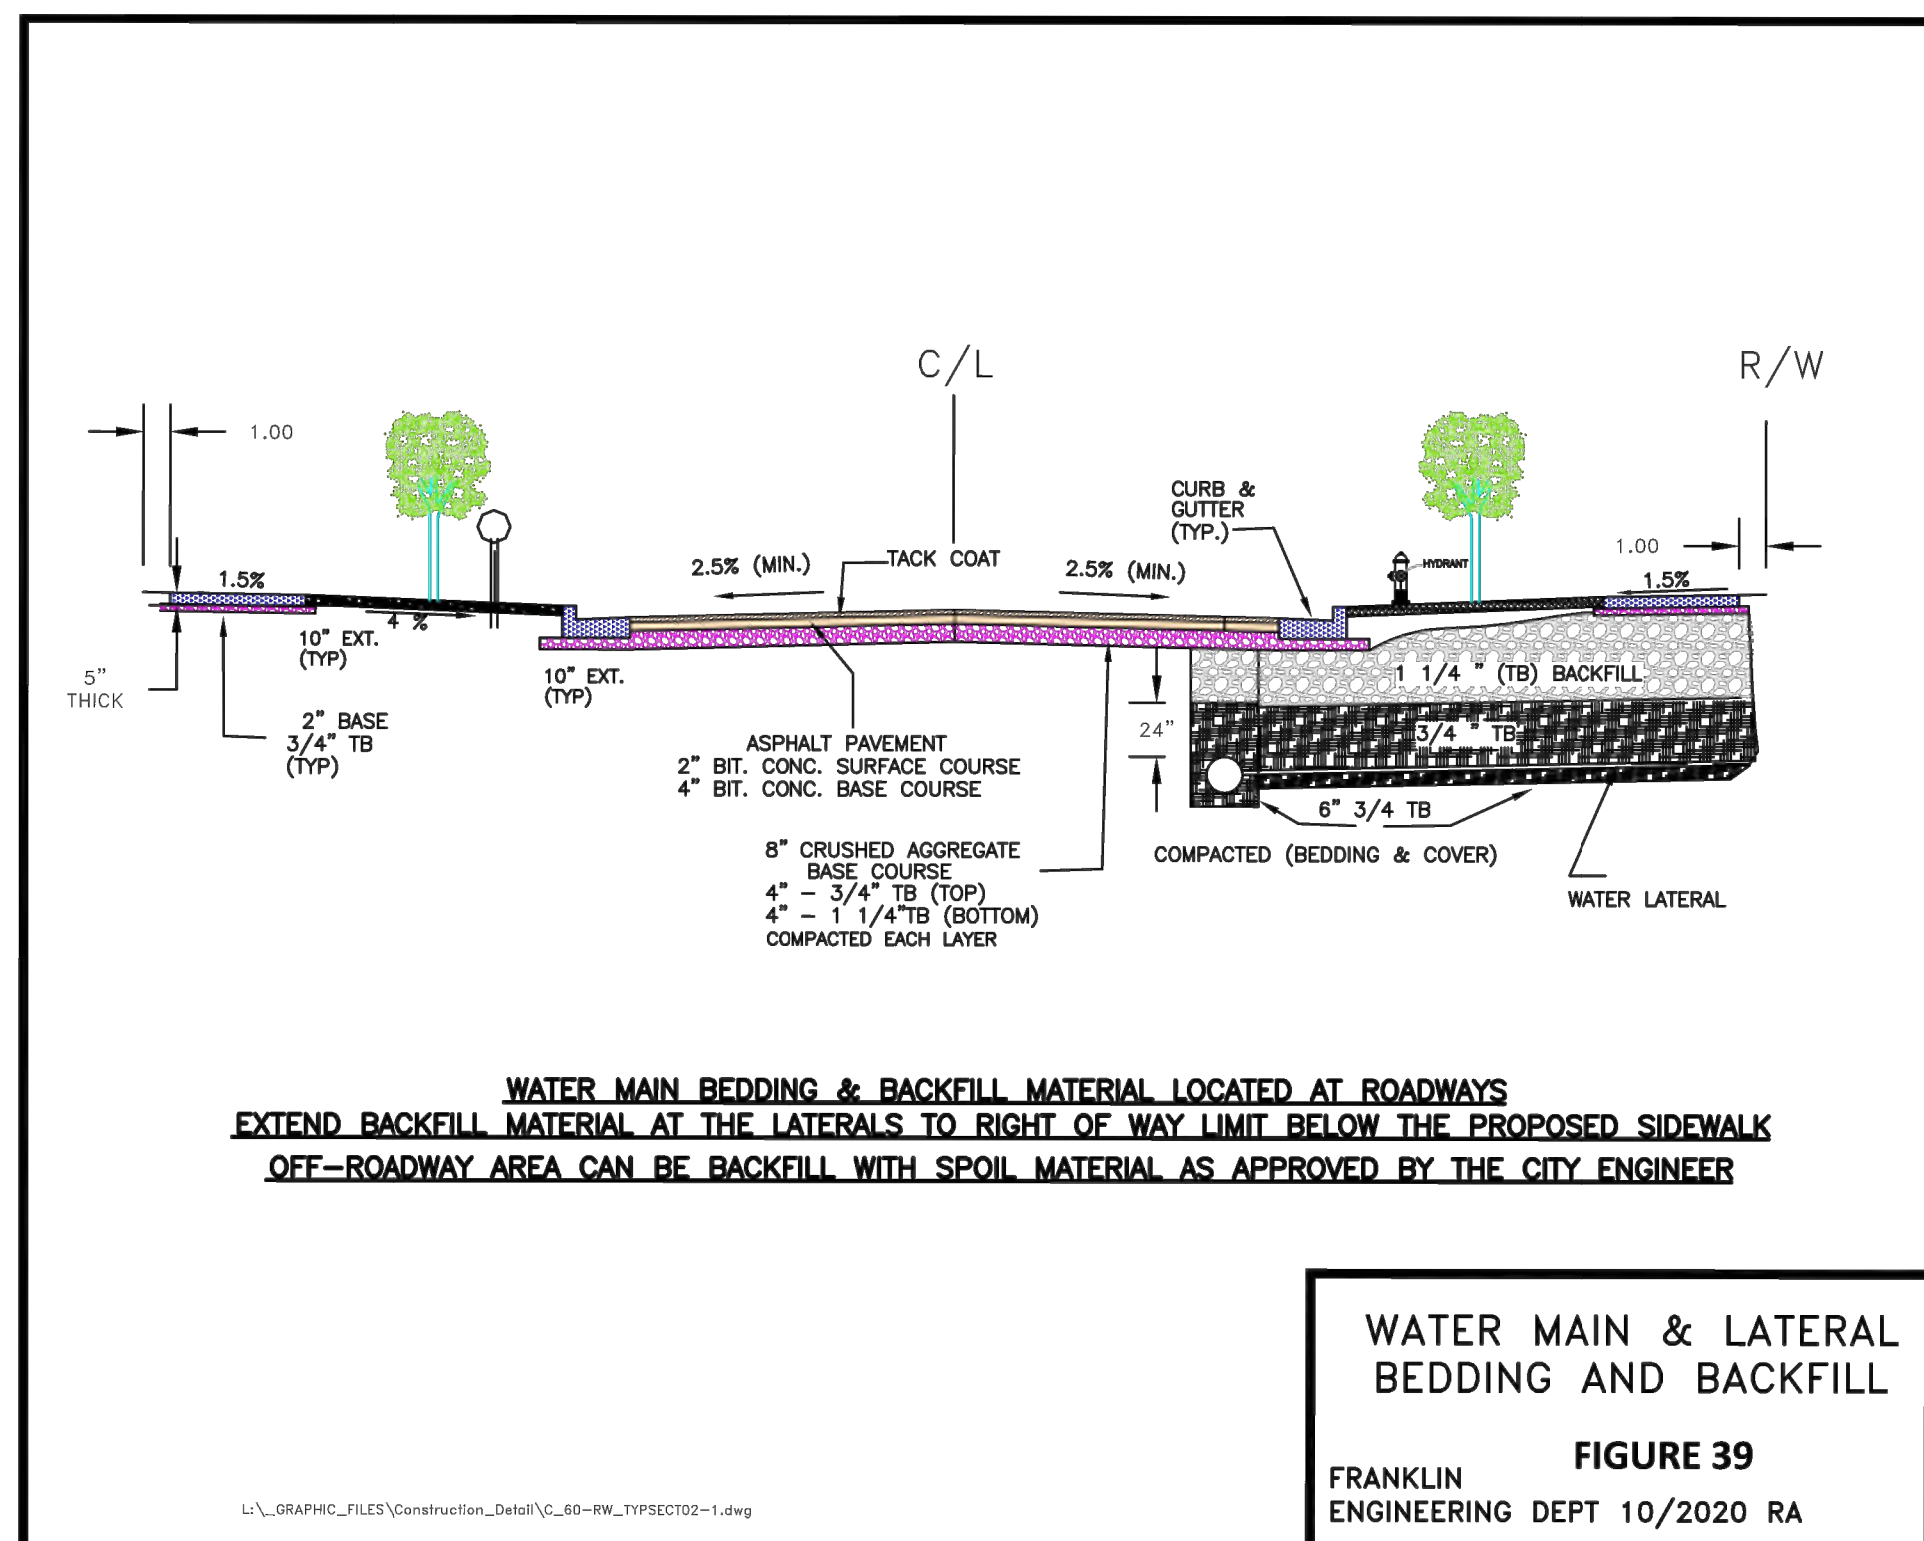 C/L
R/W
1.00
CURB &
GUTTER
(TYP.)
1.00
HYDRANT
TACK COAT
2.5% (MIN.)
2.5% (MIN.)
1.5%
1.5%
4 %
10" EXT.
(TYP)
5"
THICK
10" EXT.
(TYP)
1 1/4 " (TB) BACKFILL
2" BASE
3/4" TB
(TYP)
24"
3/4 " TB
ASPHALT PAVEMENT
2" BIT. CONC. SURFACE COURSE
4" BIT. CONC. BASE COURSE
6" 3/4 TB
COMPACTED (BEDDING & COVER)
8" CRUSHED AGGREGATE
BASE COURSE
4" – 3/4" TB (TOP)
4" – 1 1/4"TB (BOTTOM)
COMPACTED EACH LAYER
WATER LATERAL
WATER MAIN BEDDING & BACKFILL MATERIAL LOCATED AT ROADWAYS
EXTEND BACKFILL MATERIAL AT THE LATERALS TO RIGHT OF WAY LIMIT BELOW THE PROPOSED SIDEWALK
OFF–ROADWAY AREA CAN BE BACKFILL WITH SPOIL MATERIAL AS APPROVED BY THE CITY ENGINEER
WATER MAIN & LATERAL
BEDDING AND BACKFILL
FIGURE 39
FRANKLIN
ENGINEERING DEPT 10/2020 RA
L:\_GRAPHIC_FILES\Construction_Detail\C_60–RW_TYPSECT02–1.dwg